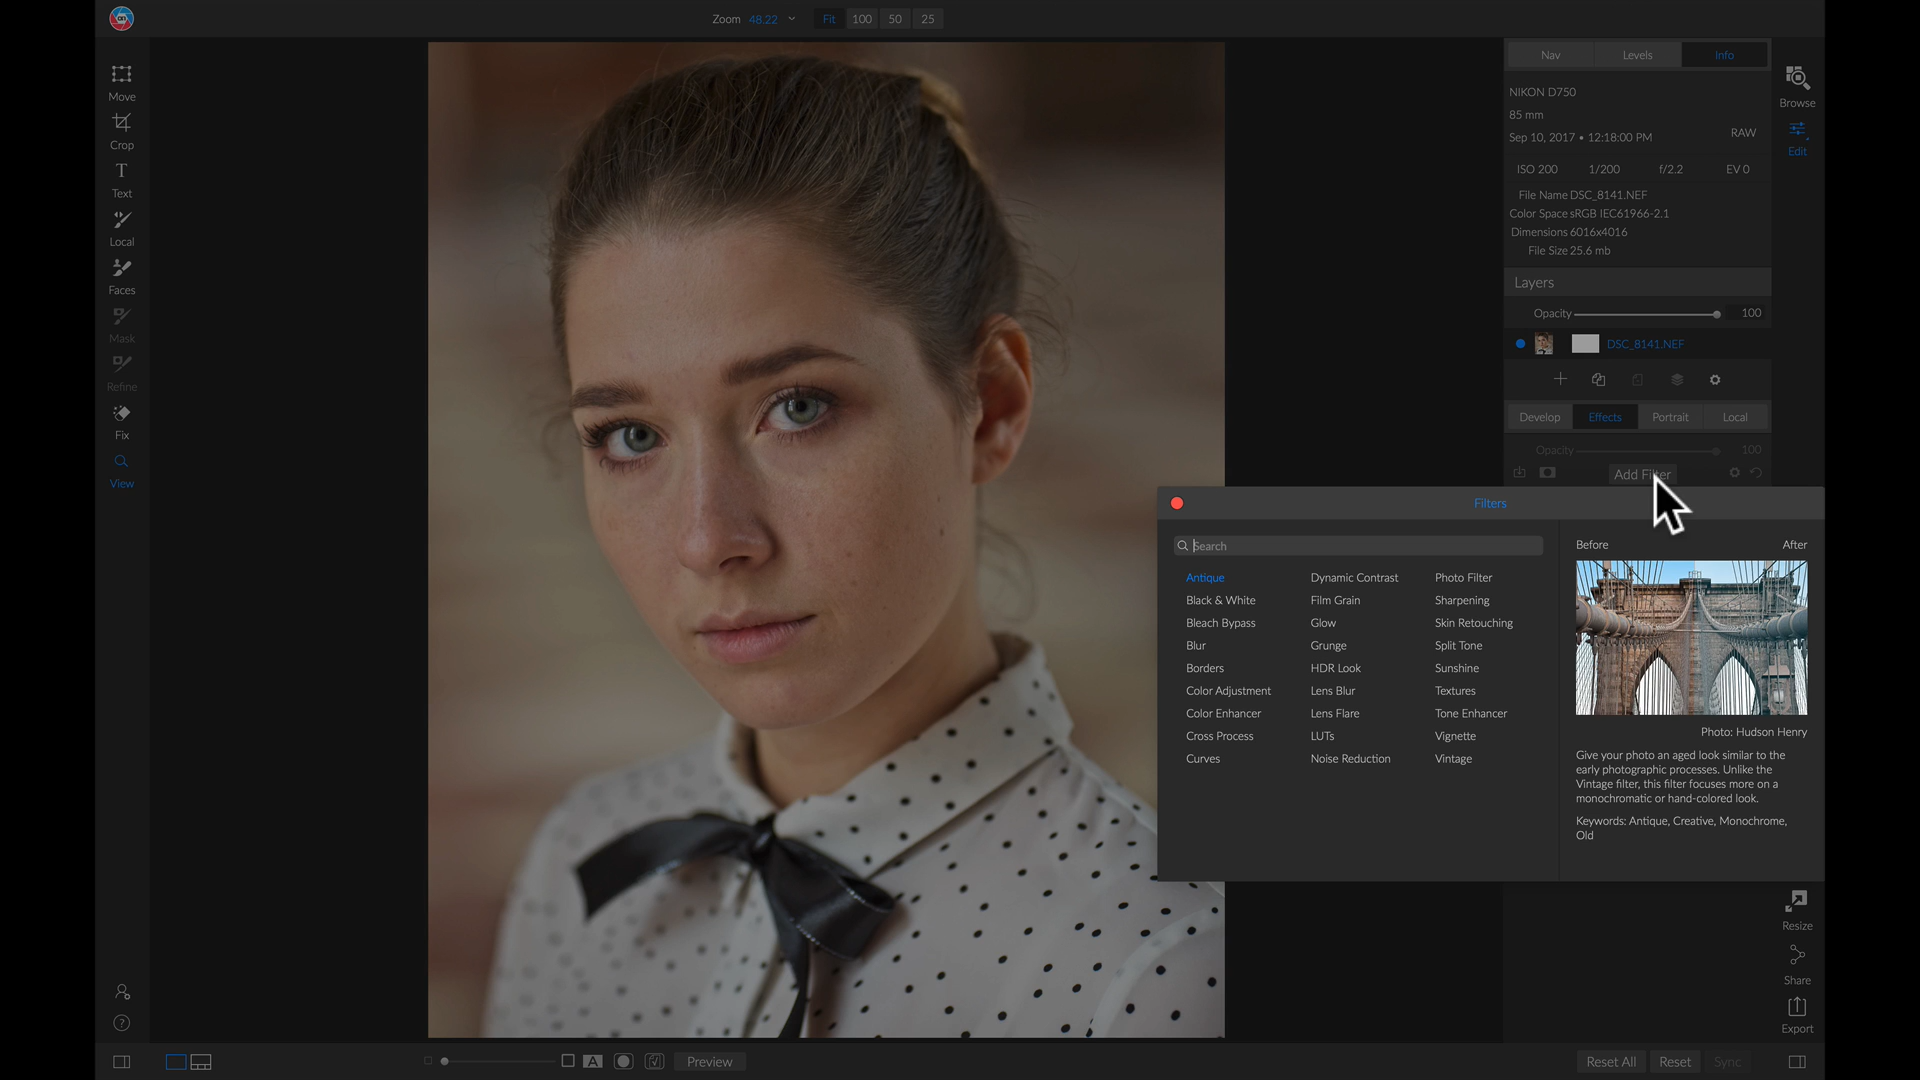 Zoom 48.22 Fit 100 50 25
Move
Crop
Text
Local
Faces
Mask
Refine
Fix
View
Nav Levels Info
NIKON D750
85 mm
Sep 10, 2017 • 12:18:00 PM RAW
ISO 200 1/200 f/2.2 EV 0
File Name DSC_8141.NEF
Color Space sRGB IEC61966-2.1
Dimensions 6016x4016
File Size 25.6 mb
Layers
Opacity 100
DSC_8141.NEF
Develop Effects Portrait Local
Opacity 100
Add Filter
Browse
Edit
Filters
Search
Antique
Black & White
Bleach Bypass
Blur
Borders
Color Adjustment
Color Enhancer
Cross Process
Curves
Dynamic Contrast
Film Grain
Glow
Grunge
HDR Look
Lens Blur
Lens Flare
LUTs
Noise Reduction
Photo Filter
Sharpening
Skin Retouching
Split Tone
Sunshine
Textures
Tone Enhancer
Vignette
Vintage
Before After
Photo: Hudson Henry
Give your photo an aged look similar to the
early photographic processes. Unlike the
Vintage filter, this filter focuses more on a
monochromatic or hand-colored look.
Keywords: Antique, Creative, Monochrome,
Old
Resize
Share
Export
?
A
Preview
Reset All Reset Sync